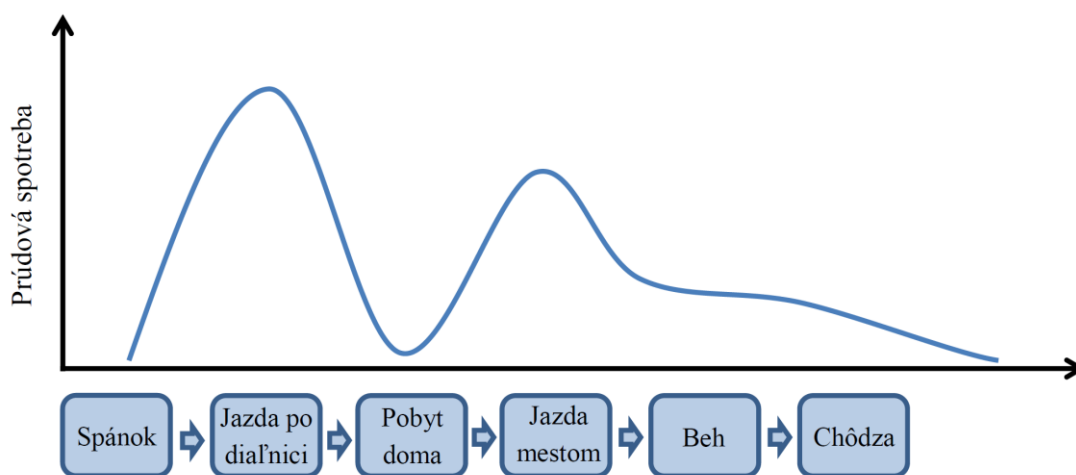 Prúdová spotreba
Spánok
Jazda po
diaľnici
Pobyt
doma
Jazda
mestom
Beh
Chôdza